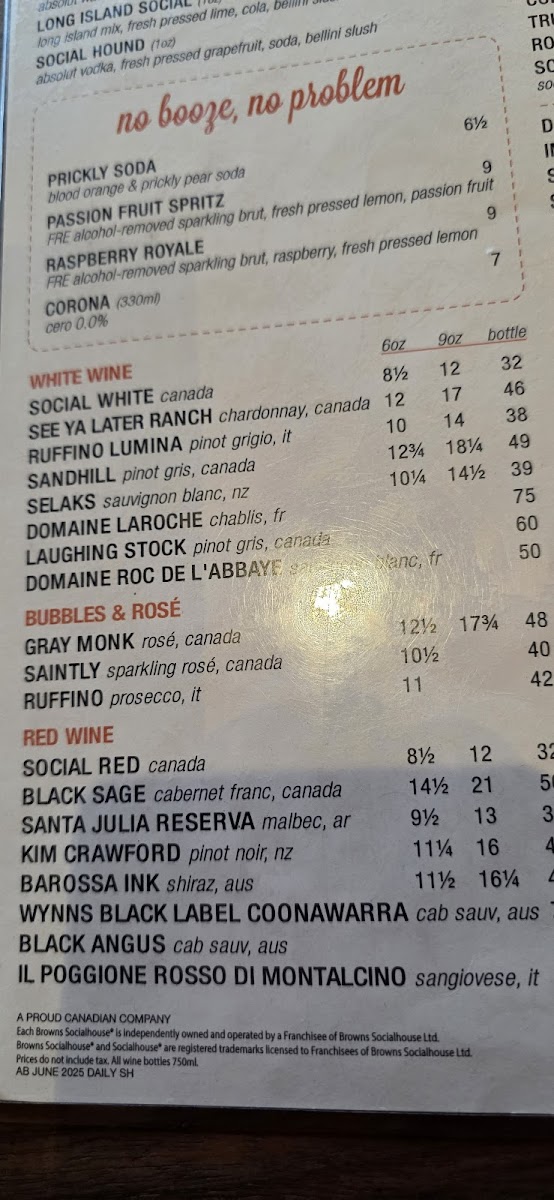 LONG ISLAND SOCIAL
long island mix, fresh pressed lime, cola, bellini
SOCIAL HOUND (1oz)
absolut vodka, fresh pressed grapefruit, soda, bellini slush
no booze, no problem
PRICKLY SODA 6½
blood orange & prickly pear soda
PASSION FRUIT SPRITZ 9
FRE alcohol-removed sparkling brut, fresh pressed lemon, passion fruit
RASPBERRY ROYALE 9
FRE alcohol-removed sparkling brut, raspberry, fresh pressed lemon
CORONA (330ml) 7
cero 0.0%
WHITE WINE 6oz 9oz bottle
SOCIAL WHITE canada 8½ 12 32
SEE YA LATER RANCH chardonnay, canada 12 17 46
RUFFINO LUMINA pinot grigio, it 10 14 38
SANDHILL pinot gris, canada 12¾ 18¼ 49
SELAKS sauvignon blanc, nz 10¼ 14½ 39
DOMAINE LAROCHE chablis, fr 75
LAUGHING STOCK pinot gris, canada 60
DOMAINE ROC DE L'ABBAYE blanc, fr 50
BUBBLES & ROSÉ
GRAY MONK rosé, canada 12½ 17¾ 48
SAINTLY sparkling rosé, canada 10½ 40
RUFFINO prosecco, it 11 42
RED WINE
SOCIAL RED canada 8½ 12 32
BLACK SAGE cabernet franc, canada 14½ 21
SANTA JULIA RESERVA malbec, ar 9½ 13
KIM CRAWFORD pinot noir, nz 11¼ 16
BAROSSA INK shiraz, aus 11½ 16¼
WYNNS BLACK LABEL COONAWARRA cab sauv, aus
BLACK ANGUS cab sauv, aus
IL POGGIONE ROSSO DI MONTALCINO sangiovese, it
A PROUD CANADIAN COMPANY
Each Browns Socialhouse® is independently owned and operated by a Franchisee of Browns Socialhouse Ltd.
Browns Socialhouse® and Socialhouse® are registered trademarks licensed to Franchisees of Browns Socialhouse Ltd.
Prices do not include tax. All wine bottles 750ml.
AB JUNE 2025 DAILY SH